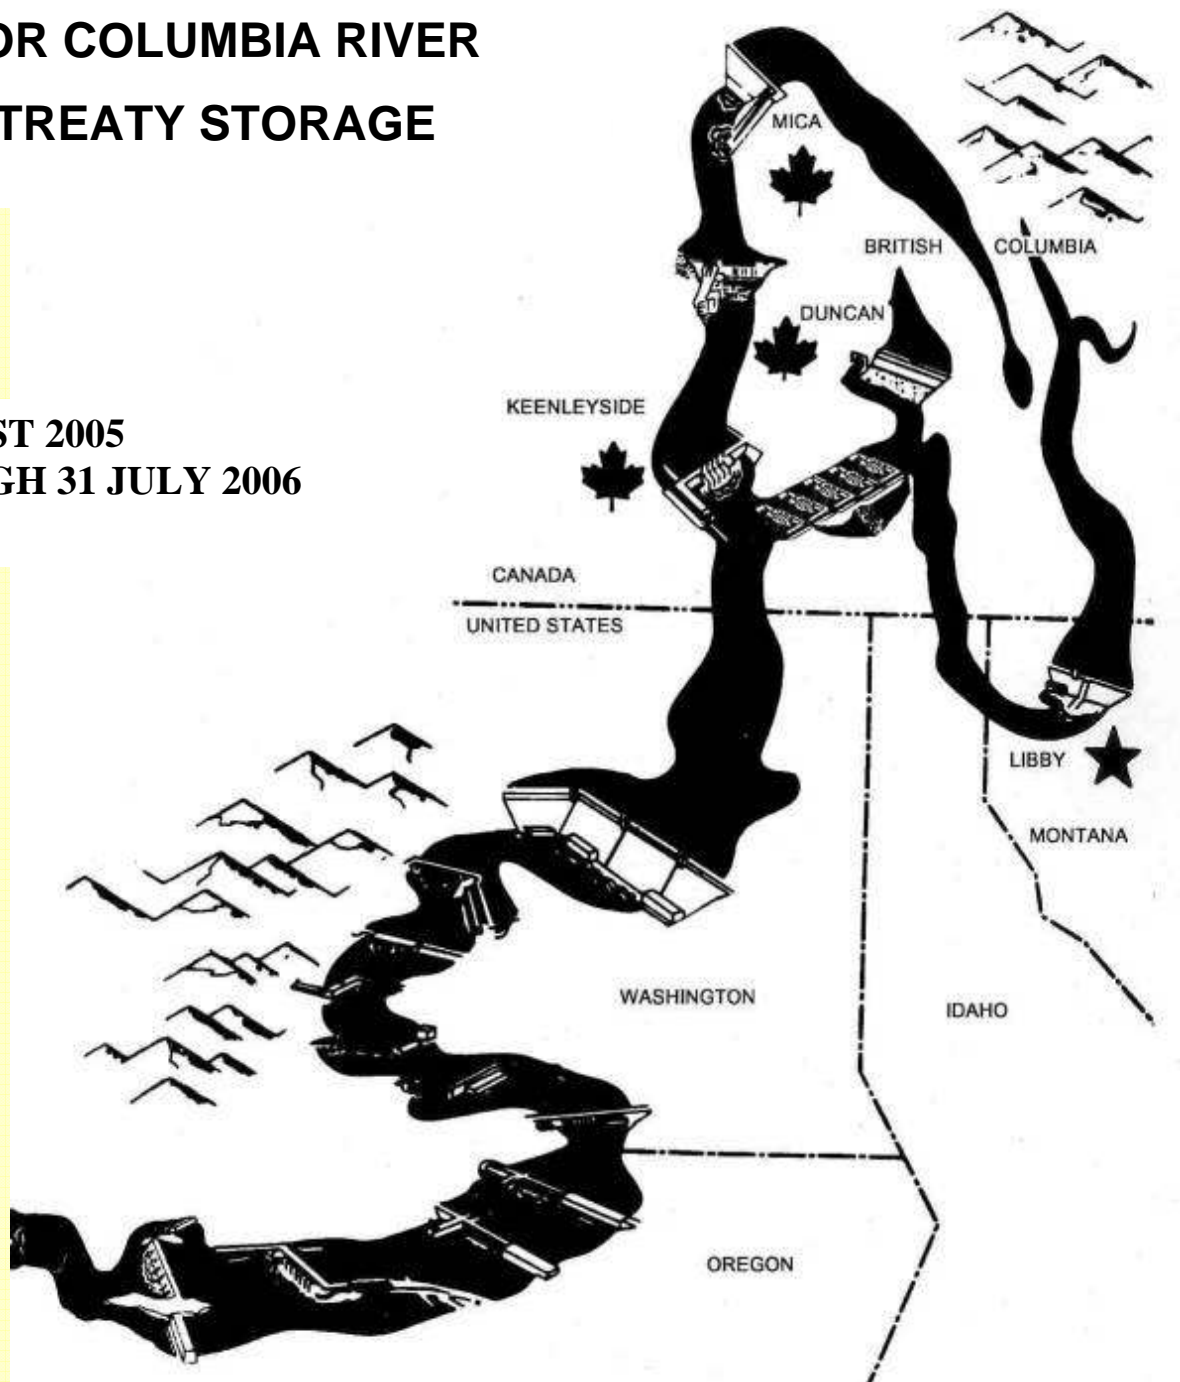 OR COLUMBIA RIVER
TREATY STORAGE
MICA
BRITISH COLUMBIA
DUNCAN
KEENLEYSIDE
ST 2005
GH 31 JULY 2006
CANADA
UNITED STATES
LIBBY
MONTANA
WASHINGTON
IDAHO
OREGON